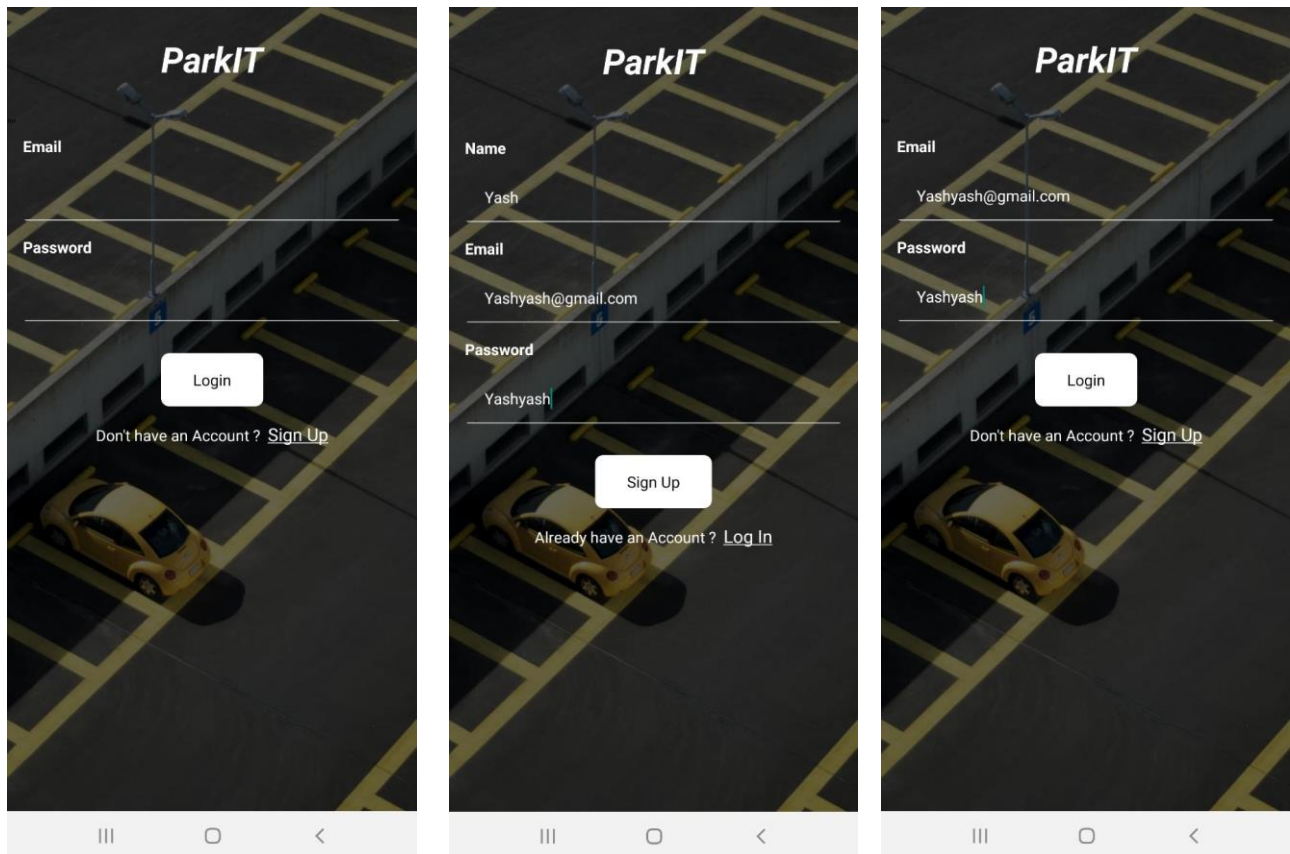 ParkIT
Email
Password
Login
Don't have an Account ? Sign Up
ParkIT
Name
Yash
Email
Yashyash@gmail.com
Password
Yashyash
Sign Up
Already have an Account ? Log In
ParkIT
Email
Yashyash@gmail.com
Password
Yashyash
Login
Don't have an Account ? Sign Up